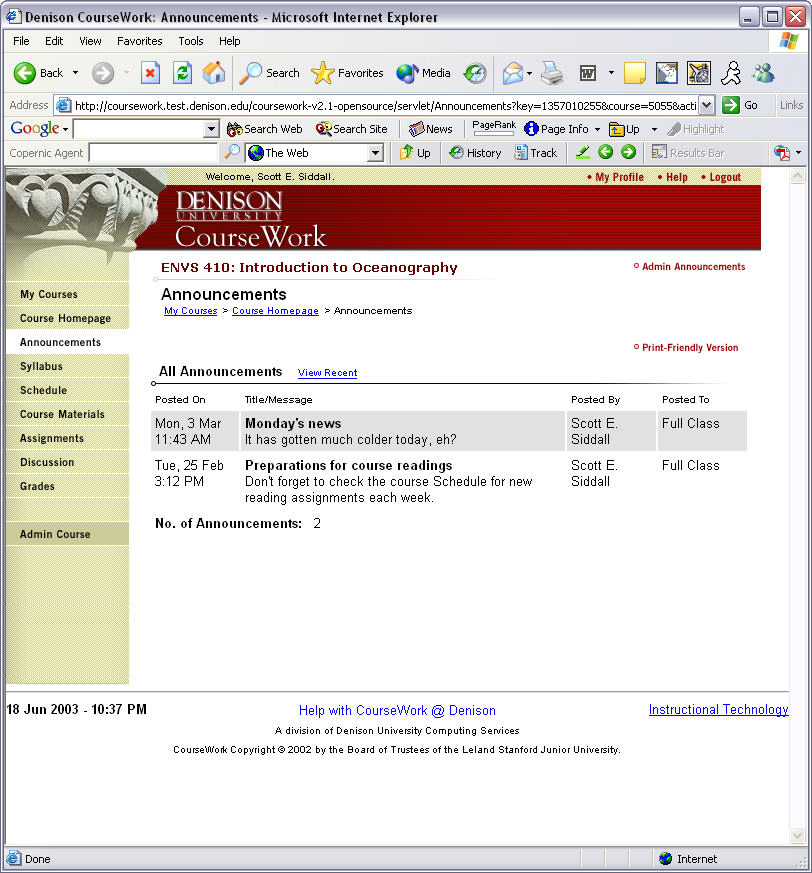 Denison CourseWork: Announcements - Microsoft Internet Explorer
File Edit View Favorites Tools Help
Back Search Favorites Media
Address http://coursework.test.denison.edu/coursework-v2.1-opensource/servlet/Announcements?key=1357010255&course=5055&acti Go Links
Google Search Web Search Site News PageRank Page Info Up Highlight
Copernic Agent The Web Up History Track Results Bar
Welcome, Scott E. Siddall. • My Profile • Help • Logout
DENISON
UNIVERSITY
CourseWork
ENVS 410: Introduction to Oceanography
Admin Announcements
Announcements
My Courses > Course Homepage > Announcements
Print-Friendly Version
My Courses
Course Homepage
Announcements
Syllabus
Schedule
Course Materials
Assignments
Discussion
Grades
Admin Course
All Announcements View Recent
Posted On Title/Message Posted By Posted To
Mon, 3 Mar Monday's news Scott E. Full Class
11:43 AM It has gotten much colder today, eh? Siddall
Tue, 25 Feb Preparations for course readings Scott E. Full Class
3:12 PM Don't forget to check the course Schedule for new Siddall
reading assignments each week.
No. of Announcements: 2
18 Jun 2003 - 10:37 PM Help with CourseWork @ Denison Instructional Technology
A division of Denison University Computing Services
CourseWork Copyright © 2002 by the Board of Trustees of the Leland Stanford Junior University.
Done Internet